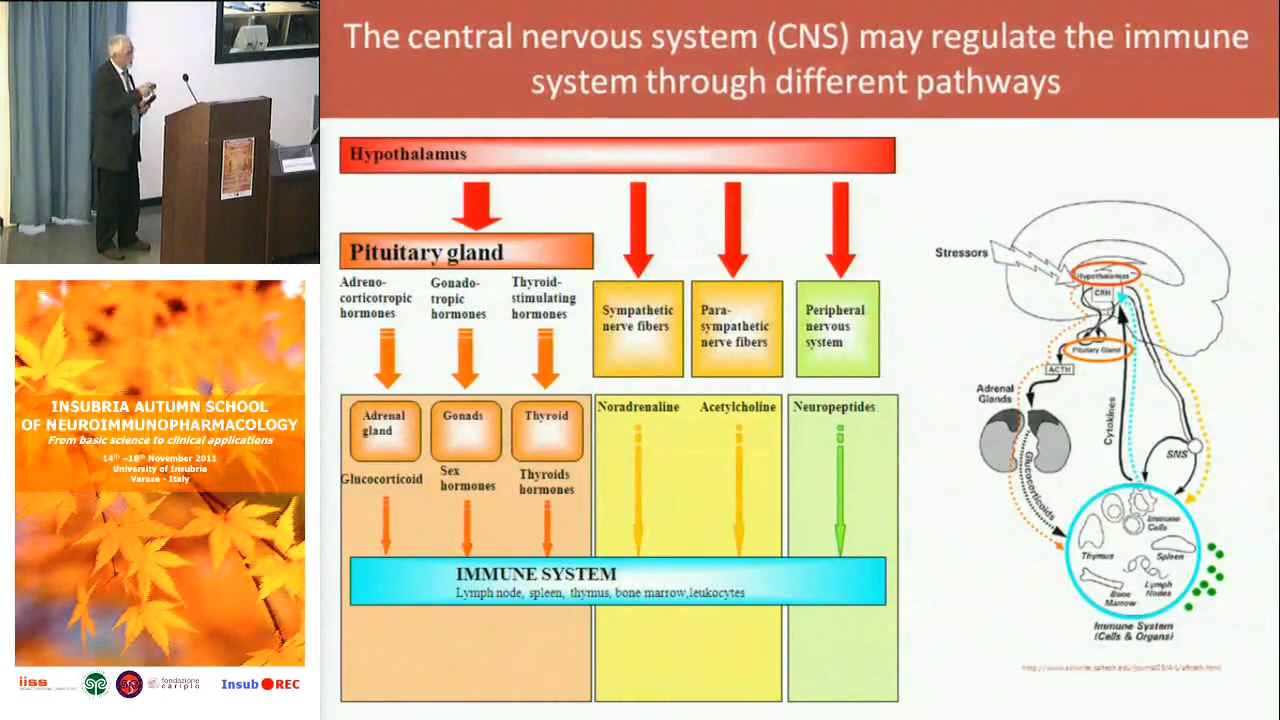 The central nervous system (CNS) may regulate the immune
system through different pathways
Hypothalamus
Pituitary gland
Adreno-
corticotropic
hormones
Gonado-
tropic
hormones
Thyroid-
stimulating
hormones
Sympathetic
nerve fibers
Para-
sympathetic
nerve fibers
Peripheral
nervous
system
Adrenal
gland
Gonads
Thyroid
Noradrenaline
Acetylcholine
Neuropeptides
Glucocorticoid
Sex
hormones
Thyroids
hormones
IMMUNE SYSTEM
Lymph node, spleen, thymus, bone marrow,leukocytes
Stressors
Hypothalamus
CRH
Pituitary Gland
ACTH
Adrenal
Glands
Cytokines
Glucocorticoids
SNS
Immune
Cells
Thymus
Spleen
Bone
Marrow
Lymph
Nodes
Immune System
(Cells & Organs)
INSUBRIA AUTUMN SCHOOL
OF NEUROIMMUNOPHARMACOLOGY
From basic science to clinical applications
14th –18th November 2011
University of Insubria
Varese - Italy
iiss
fondazione
cariplo
Insub REC